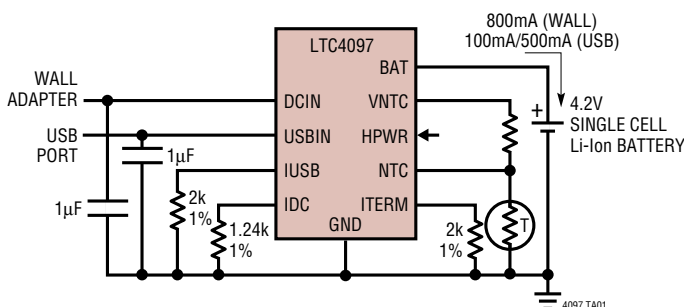 800mA (WALL)
100mA/500mA (USB)
LTC4097
BAT
WALL
ADAPTER
DCIN
VNTC
+
4.2V
SINGLE CELL
Li-Ion BATTERY
USB
PORT
USBIN
HPWR
1µF
IUSB
NTC
2k
1%
1µF
IDC
ITERM
1.24k
1%
GND
2k
1%
T
4097 TA01